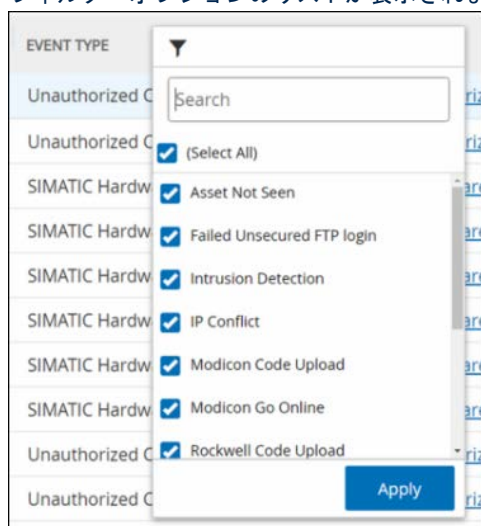 フィルターオプションのリストが表示され
EVENT TYPE
Search
Unauthorized C
Unauthorized C
(Select All)
SIMATIC Hardw
Asset Not Seen
SIMATIC Hardw
Failed Unsecured FTP login
SIMATIC Hardw
Intrusion Detection
SIMATIC Hardw
IP Conflict
SIMATIC Hardw
Modicon Code Upload
SIMATIC Hardw
Modicon Go Online
Unauthorized C
Rockwell Code Upload
Unauthorized C
Apply